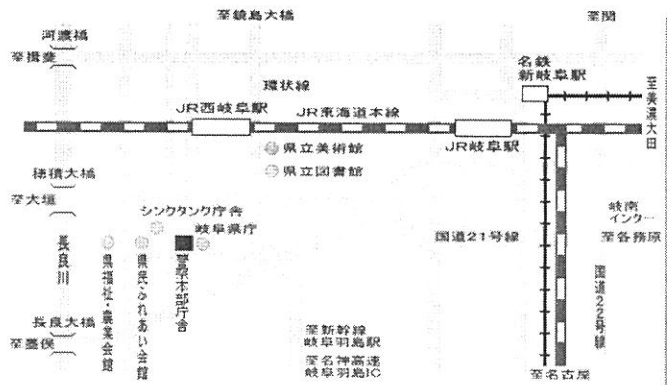 至鏡島大橋
至関
河渡橋
至揖斐
名鉄
新岐阜駅
環状線
至美濃太田
JR西岐阜駅
JR東海道本線
JR岐阜駅
県立美術館
県立図書館
穂積大橋
至大垣
シンクタンク庁舎
岐阜県庁
岐南
インター
国道21号線
至各務原
長良川
県福祉・農業会館
県民ふれあい会館
警察本部庁舎
国道22号線
長良大橋
至墨俣
至新幹線
岐阜羽島駅
至名神高速
岐阜羽島IC
至名古屋